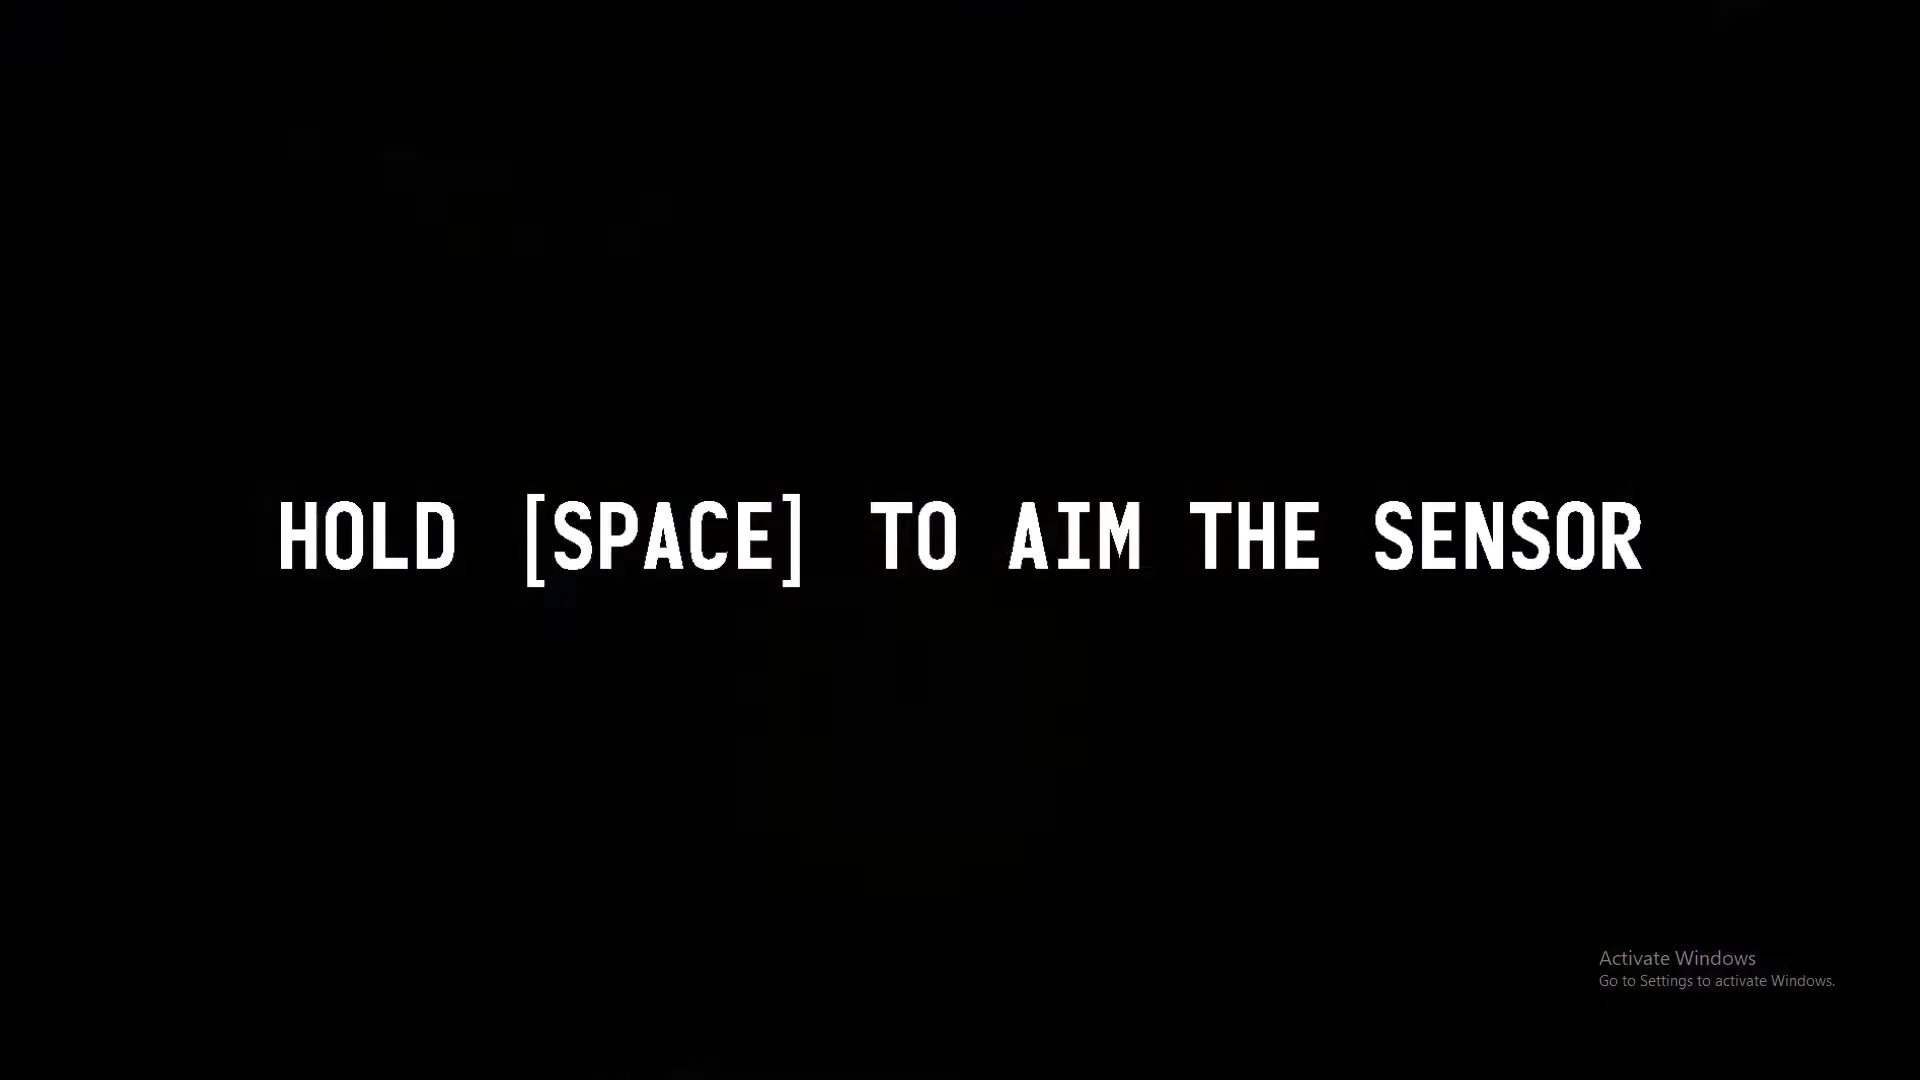 HOLD [SPACE] TO AIM THE SENSOR
Activate Windows
Go to Settings to activate Windows.